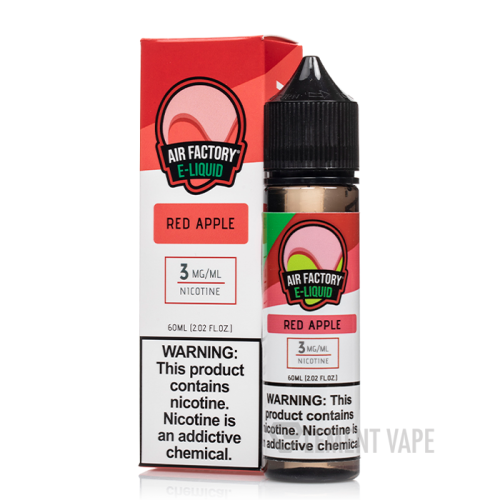 AIR FACTORY
E-LIQUID
RED APPLE
3 MG/ML
NICOTINE
60ML (2.02 FL.OZ.)
WARNING:
This product
contains
nicotine.
Nicotine is
an addictive
chemical.
AIR FACTORY
E-LIQUID
RED APPLE
3 MG/ML
NICOTINE
60ML (2.02 FL.OZ.)
WARNING: This
product contains
nicotine. Nicotine is
an addictive chemical.
ELEMENT VAPE